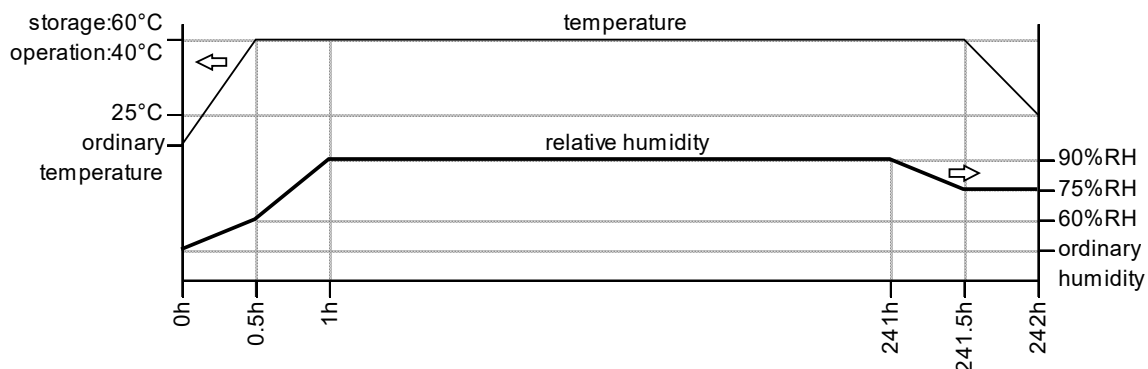 storage:60°C
operation:40°C
temperature
25°C
ordinary
temperature
relative humidity
90%RH
75%RH
60%RH
ordinary
humidity
0h
0.5h
1h
241h
241.5h
242h